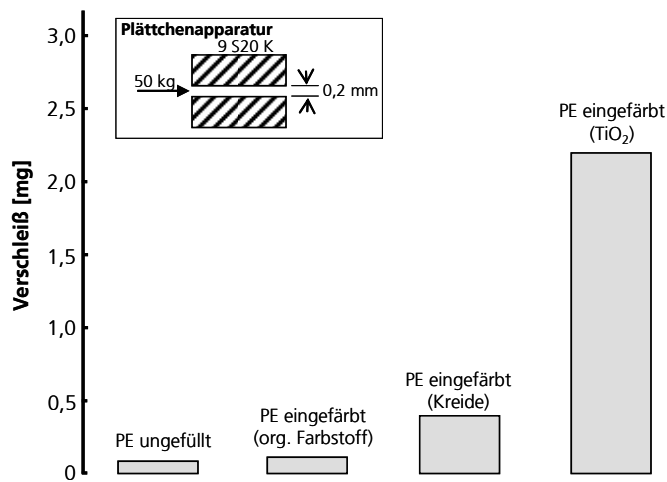 Plättchenapparatur
9 S20 K
50 kg
0,2 mm
Verschleiß [mg]
3,0
2,5
2,0
1,5
1,0
0,5
0
PE ungefüllt
PE eingefärbt
(org. Farbstoff)
PE eingefärbt
(Kreide)
PE eingefärbt
(TiO₂)